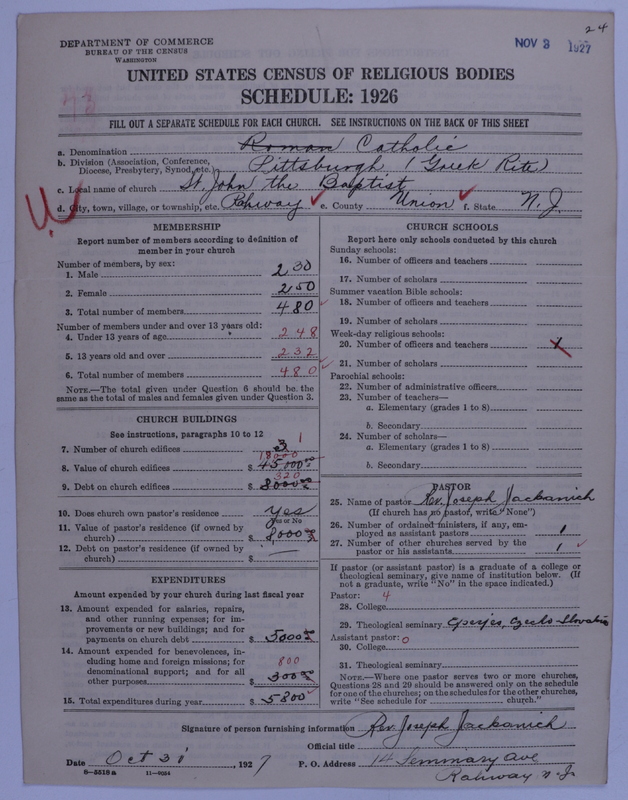 24
DEPARTMENT OF COMMERCE
BUREAU OF THE CENSUS
WASHINGTON
NOV 3 1927
UNITED STATES CENSUS OF RELIGIOUS BODIES
SCHEDULE: 1926
73
FILL OUT A SEPARATE SCHEDULE FOR EACH CHURCH. SEE INSTRUCTIONS ON THE BACK OF THIS SHEET
a. Denomination Roman Catholic
b. Division (Association, Conference, Diocese, Presbytery, Synod, etc.) Pittsburgh (Greek Rite)
c. Local name of church St. John the Baptist
d. City, town, village, or township, etc. Rahway e. County Union f. State N. J.
MEMBERSHIP
Report number of members according to definition of
member in your church
Number of members, by sex:
1. Male 230
2. Female 250
3. Total number of members 480
Number of members under and over 13 years old:
4. Under 13 years of age 248
5. 13 years old and over 232
6. Total number of members 480
NOTE.—The total given under Question 6 should be the
same as the total of males and females given under Question 3.
CHURCH BUILDINGS
See instructions, paragraphs 10 to 12
7. Number of church edifices 3 1
18000
8. Value of church edifices $ 45,000.00
320
9. Debt on church edifices $ 8000.00
10. Does church own pastor's residence Yes
Yes or No
11. Value of pastor's residence (if owned by
church) $ 8000
12. Debt on pastor's residence (if owned by
church) $ —
EXPENDITURES
Amount expended by your church during last fiscal year
13. Amount expended for salaries, repairs,
and other running expenses; for im-
provements or new buildings; and for
payments on church debt $ 5000
14. Amount expended for benevolences, in-
cluding home and foreign missions; for
denominational support; and for all
other purposes $ 300 800
15. Total expenditures during year $ 5800
CHURCH SCHOOLS
Report here only schools conducted by this church
Sunday schools:
16. Number of officers and teachers
17. Number of scholars
Summer vacation Bible schools:
18. Number of officers and teachers
19. Number of scholars
Week-day religious schools:
20. Number of officers and teachers
21. Number of scholars
Parochial schools:
22. Number of administrative officers
23. Number of teachers—
a. Elementary (grades 1 to 8)
b. Secondary
24. Number of scholars—
a. Elementary (grades 1 to 8)
b. Secondary
PASTOR
25. Name of pastor Rev. Joseph Jackanich
(If church has no pastor, write "None")
26. Number of ordained ministers, if any, em-
ployed as assistant pastors 1
27. Number of other churches served by the
pastor or his assistants 1
If pastor (or assistant pastor) is a graduate of a college or
theological seminary, give name of institution below. (If
not a graduate, write "No" in the space indicated.)
Pastor: 4
28. College
29. Theological seminary Czecho-Slovakia
Assistant pastor: 0
30. College
31. Theological seminary
NOTE.—Where one pastor serves two or more churches,
Questions 28 and 29 should be answered only on the schedule
for one of the churches; on the schedules for the other churches,
write "See schedule for church."
Signature of person furnishing information Rev. Joseph Jackanich
Official title
Date Oct 31, 1927 P. O. Address 14 Seminary Ave
8—5518a 11—9054 Rahway N. J.